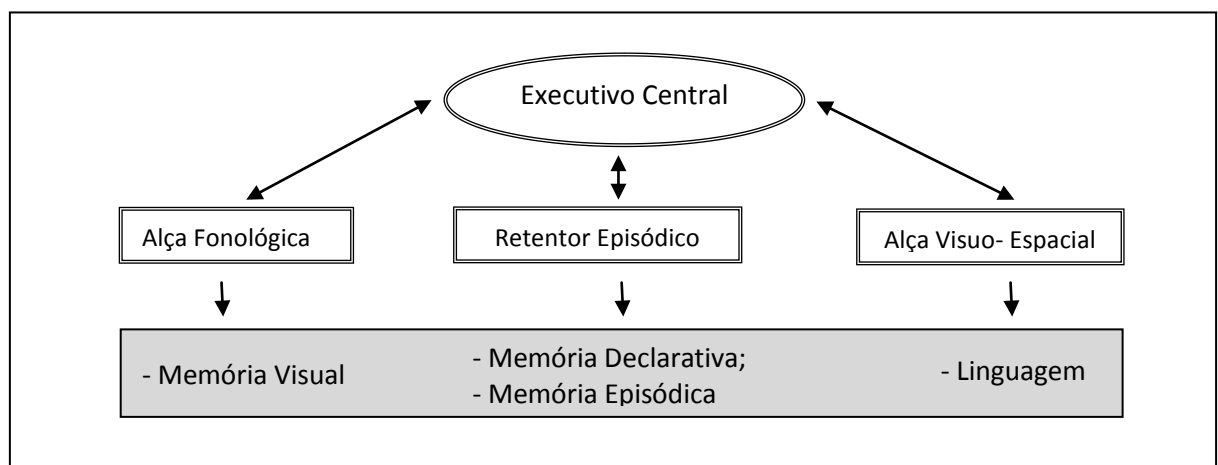 Executivo Central
Alça Fonológica
Retentor Episódico
Alça Visuo- Espacial
- Memória Visual
- Memória Declarativa;
- Memória Episódica
- Linguagem